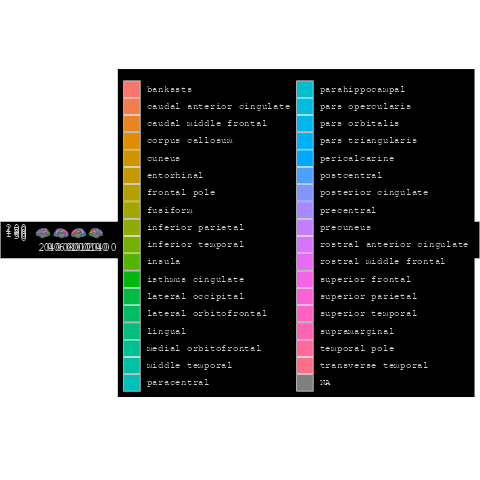 bankssts
caudal anterior cingulate
caudal middle frontal
corpus callosum
cuneus
entorhinal
frontal pole
fusiform
inferior parietal
inferior temporal
insula
isthmus cingulate
lateral occipital
lateral orbitofrontal
lingual
medial orbitofrontal
middle temporal
paracentral
parahippocampal
pars opercularis
pars orbitalis
pars triangularis
pericalcarine
postcentral
posterior cingulate
precentral
precuneus
rostral anterior cingulate
rostral middle frontal
superior frontal
superior parietal
superior temporal
supramarginal
temporal pole
transverse temporal
NA